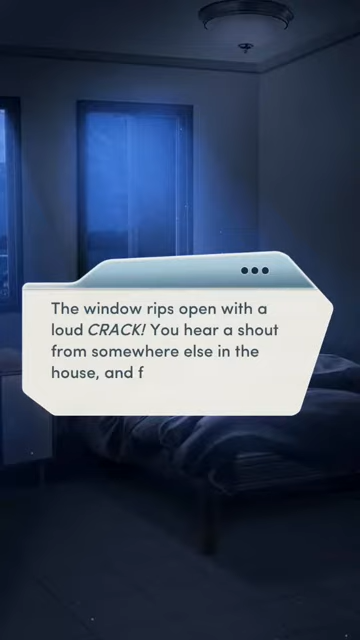 The window rips open with a
loud CRACK! You hear a shout
from somewhere else in the
house, and f